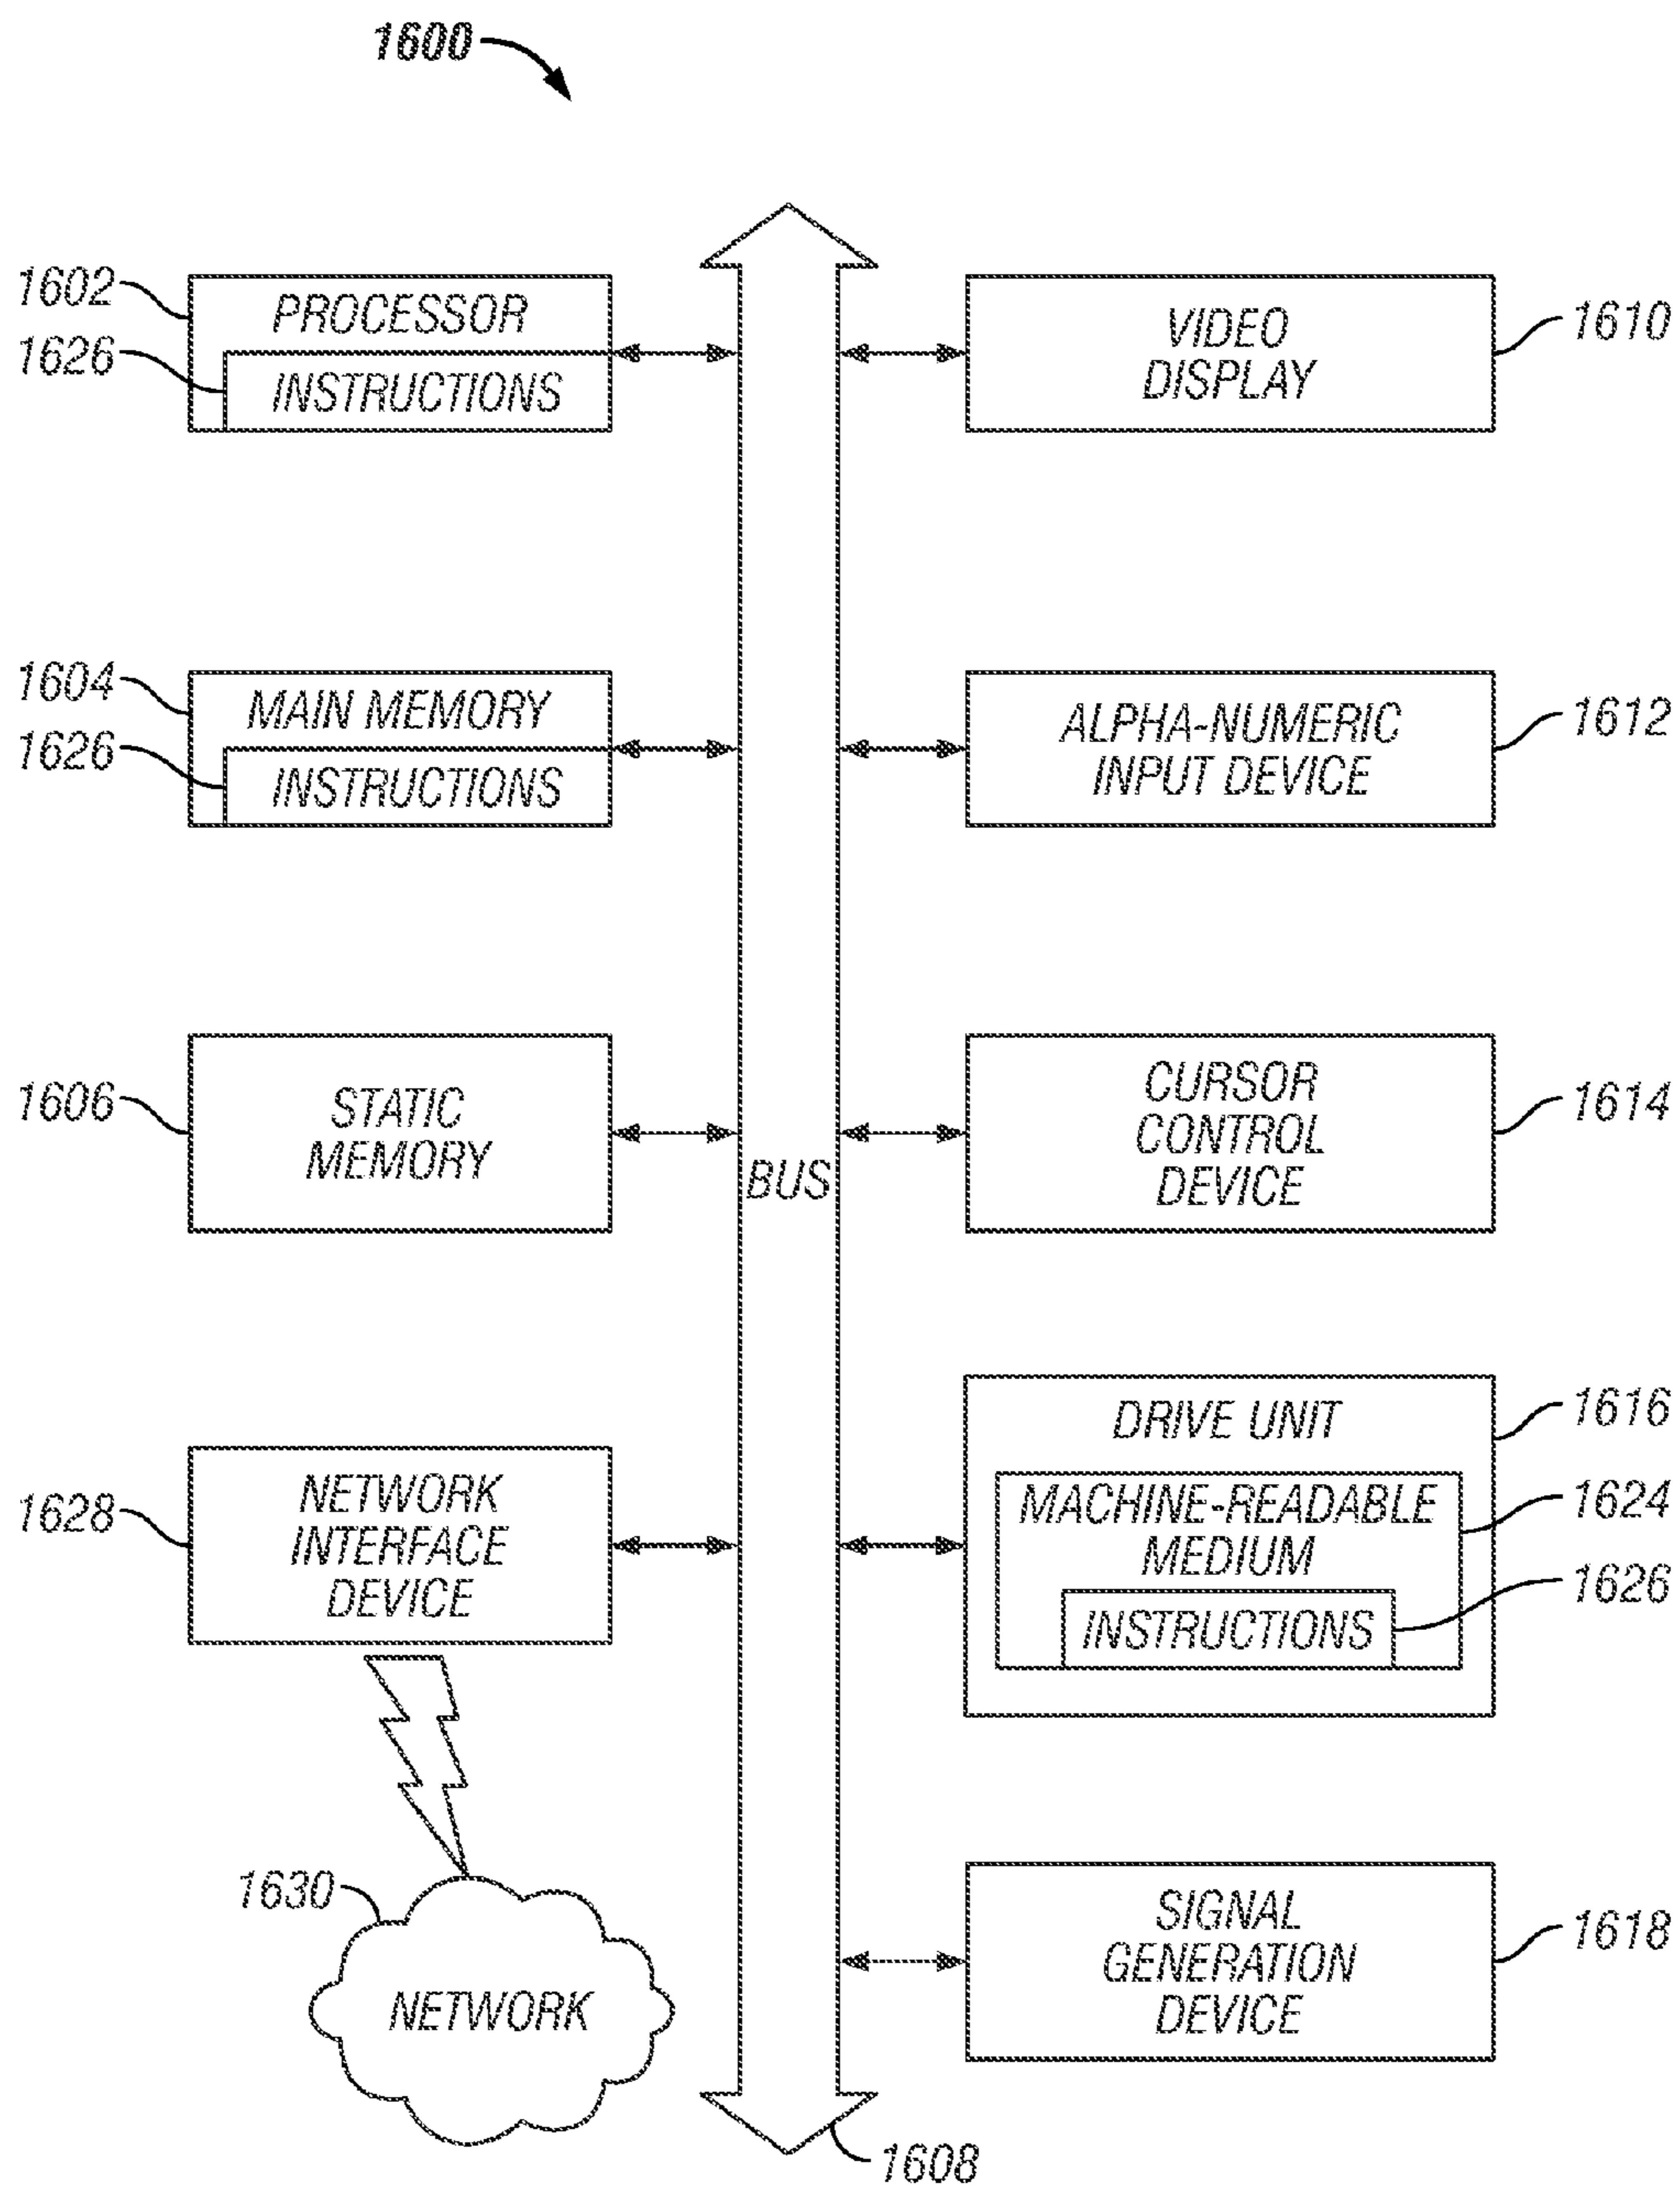 1600
1602
PROCESSOR
1626
INSTRUCTIONS
1604
MAIN MEMORY
1626
INSTRUCTIONS
1606
STATIC
MEMORY
1628
NETWORK
INTERFACE
DEVICE
1630
NETWORK
BUS
1608
VIDEO
DISPLAY
1610
ALPHA-NUMERIC
INPUT DEVICE
1612
CURSOR
CONTROL
DEVICE
1614
DRIVE UNIT
1616
MACHINE-READABLE
MEDIUM
1624
INSTRUCTIONS
1626
SIGNAL
GENERATION
DEVICE
1618